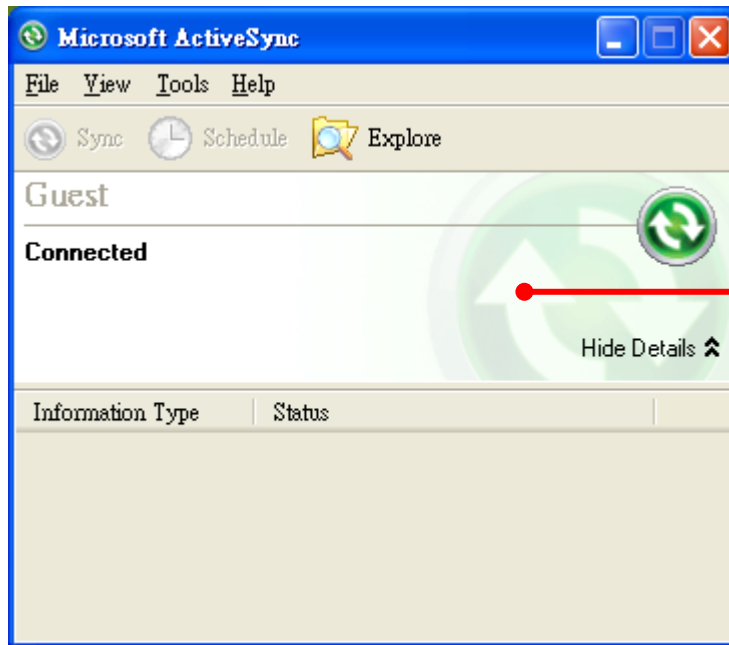 Microsoft ActiveSync
File View Tools Help
Sync Schedule Explore
Guest
Connected
Hide Details
Information Type Status